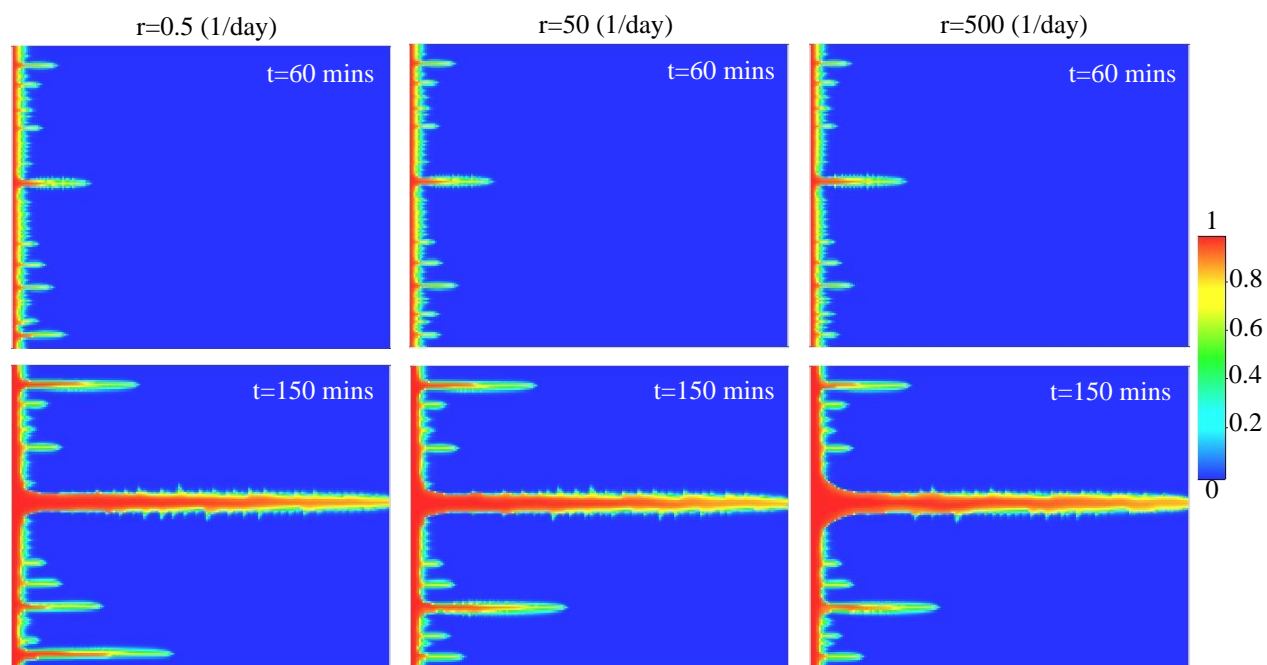 r=0.5 (1/day)
r=50 (1/day)
r=500 (1/day)
t=60 mins
t=60 mins
t=60 mins
1
0.8
0.6
0.4
0.2
0
t=150 mins
t=150 mins
t=150 mins